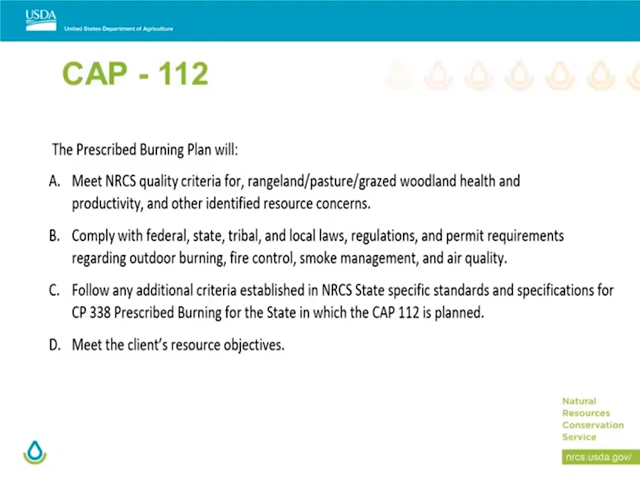 USDA
United States Department of Agriculture
CAP - 112
The Prescribed Burning Plan will:
A. Meet NRCS quality criteria for, rangeland/pasture/grazed woodland health and
productivity, and other identified resource concerns.
B. Comply with federal, state, tribal, and local laws, regulations, and permit requirements
regarding outdoor burning, fire control, smoke management, and air quality.
C. Follow any additional criteria established in NRCS State specific standards and specifications for
CP 338 Prescribed Burning for the State in which the CAP 112 is planned.
D. Meet the client's resource objectives.
Natural
Resources
Conservation
Service
nrcs.usda.gov/